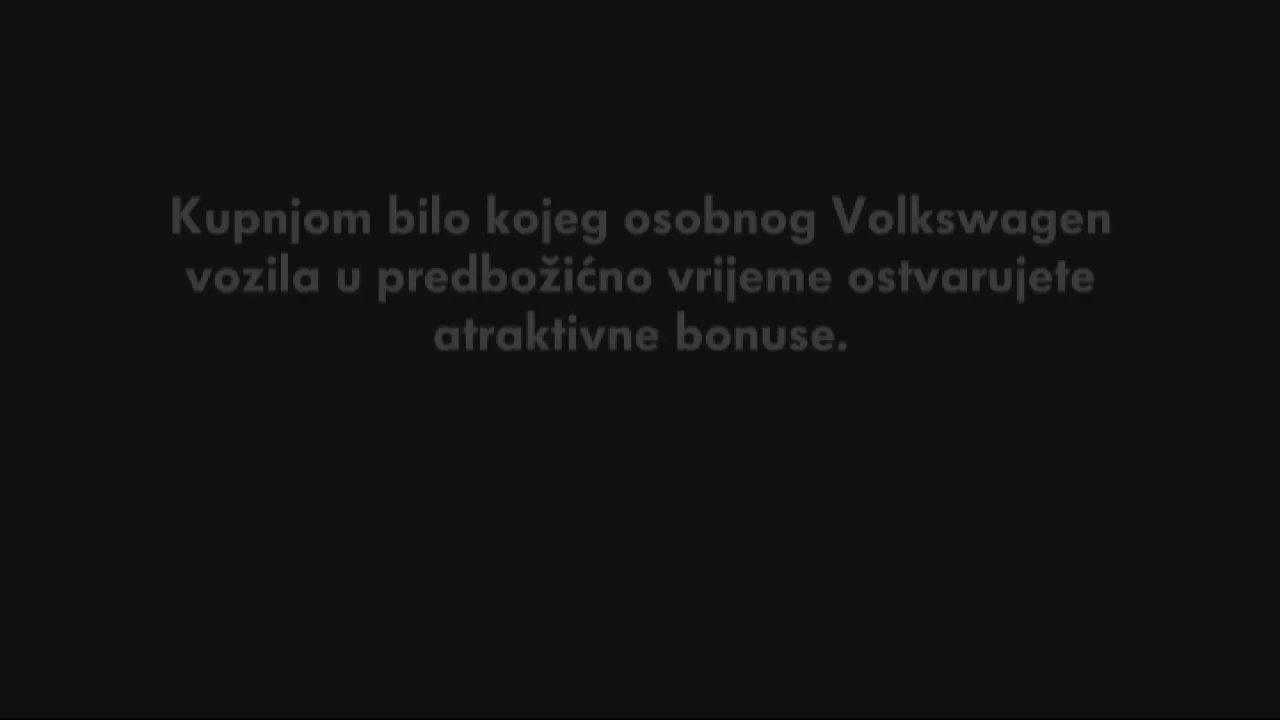 Kupnjom bilo kojeg osobnog Volkswagen
vozila u predbožićno vrijeme ostvarujete
atraktivne bonuse.